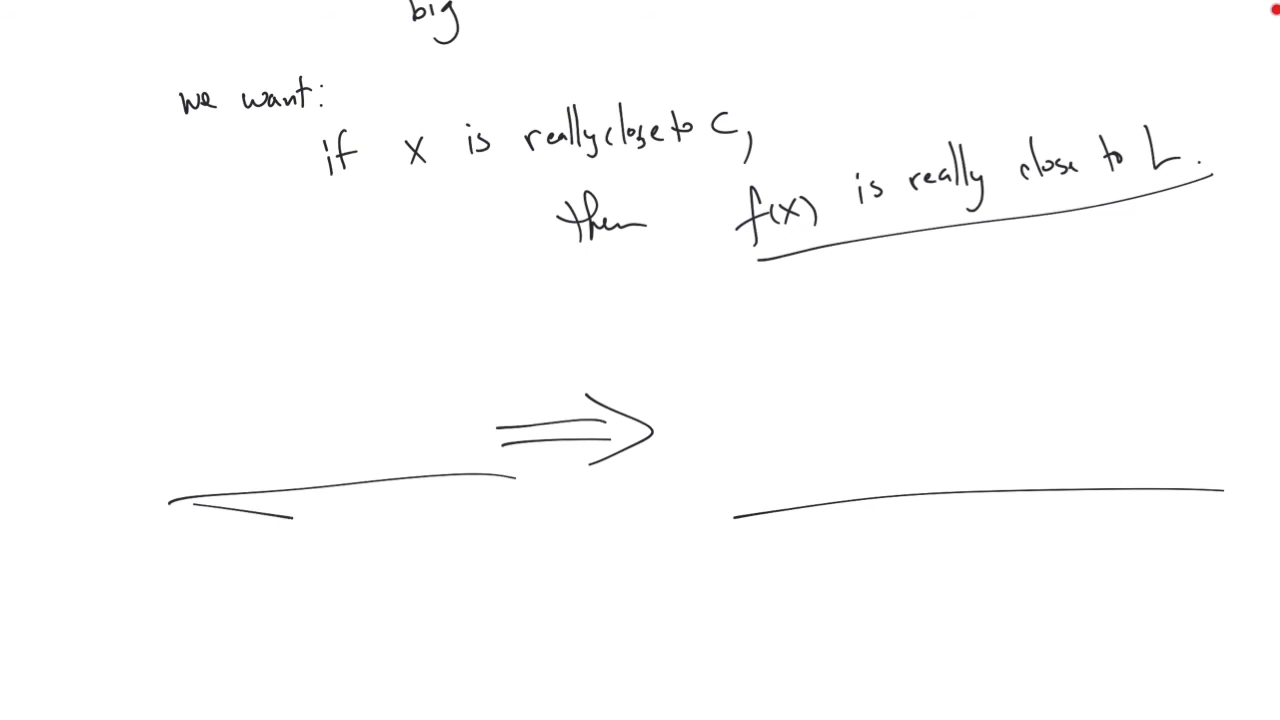 big
we want:
if x is really close to c,
then f(x) is really close to L.
⟹